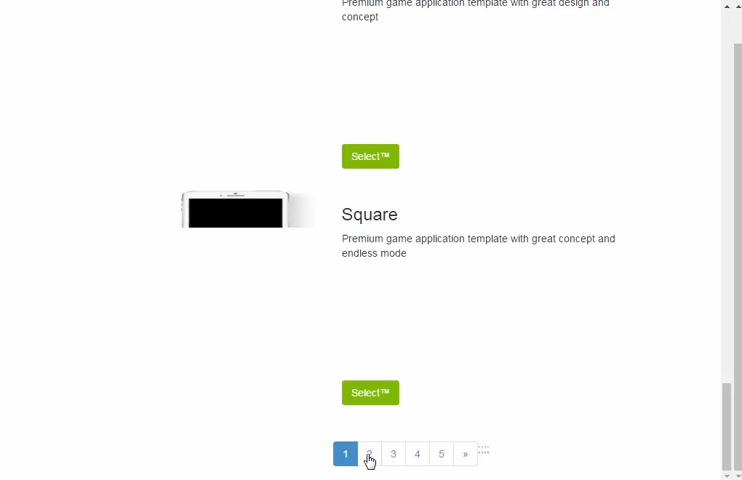 Premium game application template with great design and
concept
Select™
Square
Premium game application template with great concept and
endless mode
Select™
1 2 3 4 5 »